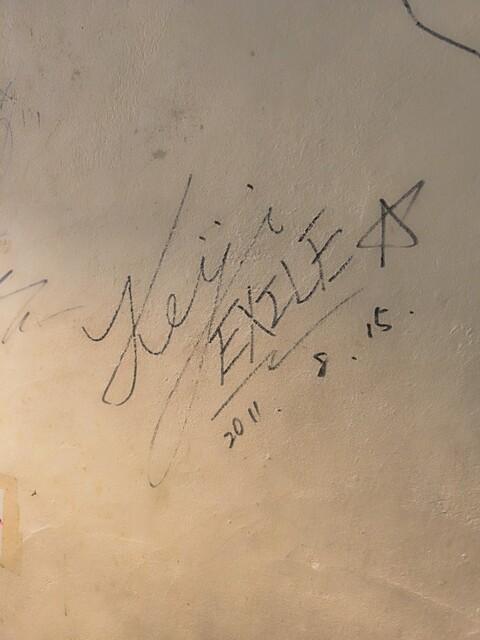 Keiji
EXILE ☆
2011. 8. 15.